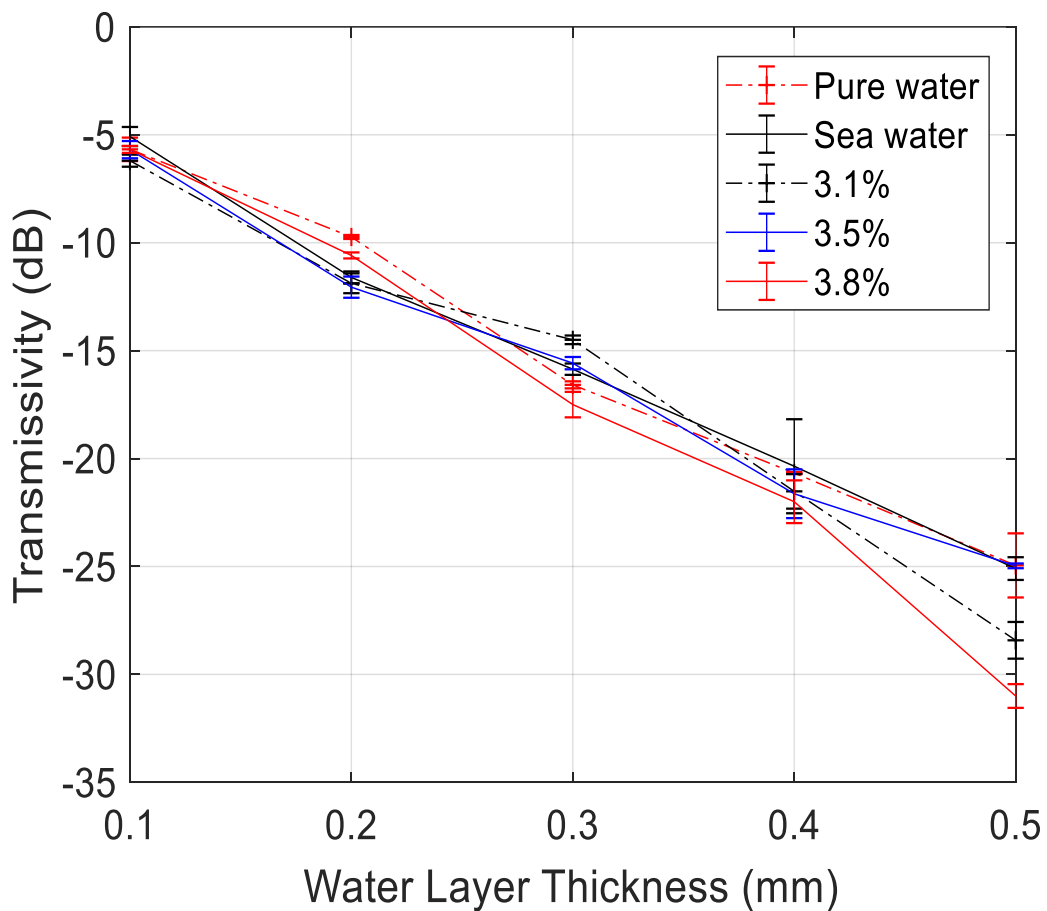 0
-5
-10
-15
-20
-25
-30
-35
0.1 0.2 0.3 0.4 0.5
Transmissivity (dB)
Water Layer Thickness (mm)
Pure water
Sea water
3.1%
3.5%
3.8%